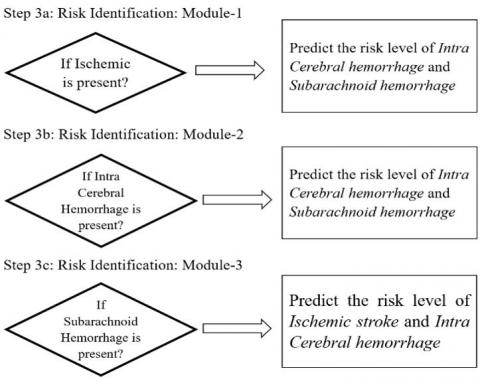 Step 3a: Risk Identification: Module-1
If Ischemic
is present?
Predict the risk level of Intra
Cerebral hemorrhage and
Subarachnoid hemorrhage
Step 3b: Risk Identification: Module-2
If Intra
Cerebral
Hemorrhage is
present?
Predict the risk level of Intra
Cerebral hemorrhage and
Subarachnoid hemorrhage
Step 3c: Risk Identification: Module-3
If
Subarachnoid
Hemorrhage is
present?
Predict the risk level of
Ischemic stroke and Intra
Cerebral hemorrhage